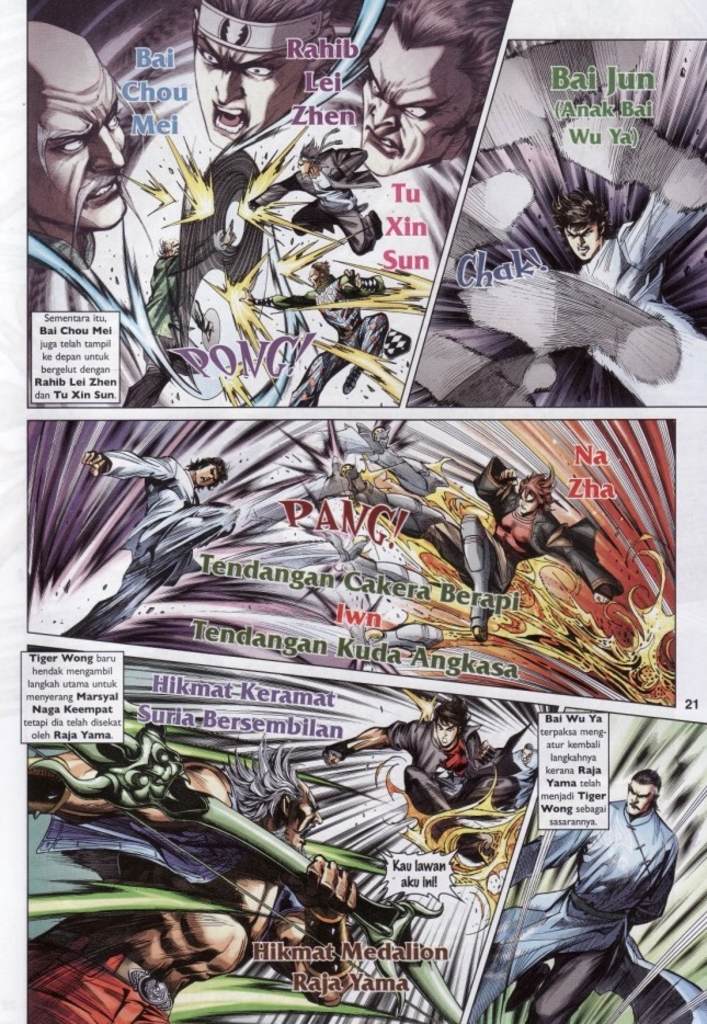 Bai
Chou
Mei
Rahib
Lei
Zhen
Tu
Xin
Sun
PONG!
Sementara itu,
Bai Chou Mei
juga telah tampil
ke depan untuk
bergelut dengan
Rahib Lei Zhen
dan Tu Xin Sun.
Bai Jun
(Anak Bai
Wu Ya)
Chak!
Na
Zha
PANG!
Tendangan Cakera Berapi
lwn
Tendangan Kuda Angkasa
21
Tiger Wong baru
hendak mengambil
langkah utama untuk
menyerang Marsyal
Naga Keempat
tetapi dia telah disekat
oleh Raja Yama.
Hikmat Keramat
Suria Bersembilan
Kau lawan
aku ini!
Hikmat Medalion
Raja Yama
Bai Wu Ya
terpaksa meng-
atur kembali
langkahnya
kerana Raja
Yama telah
menjadi Tiger
Wong sebagai
sasarannya.